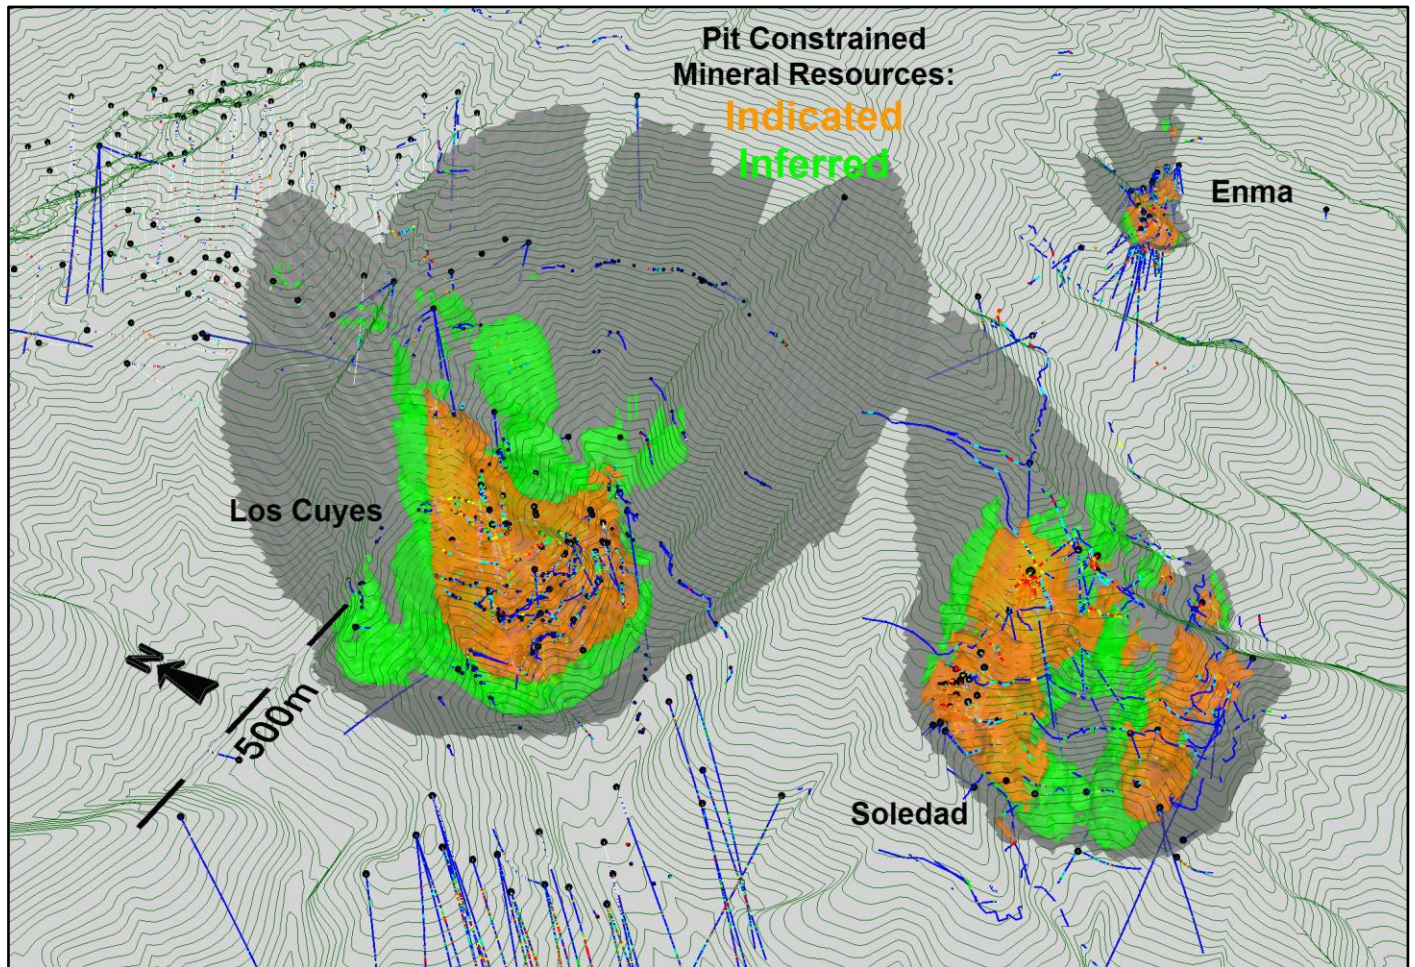 Pit Constrained
Mineral Resources:
Indicated
Inferred
Enma
Los Cuyes
N
500m
Soledad